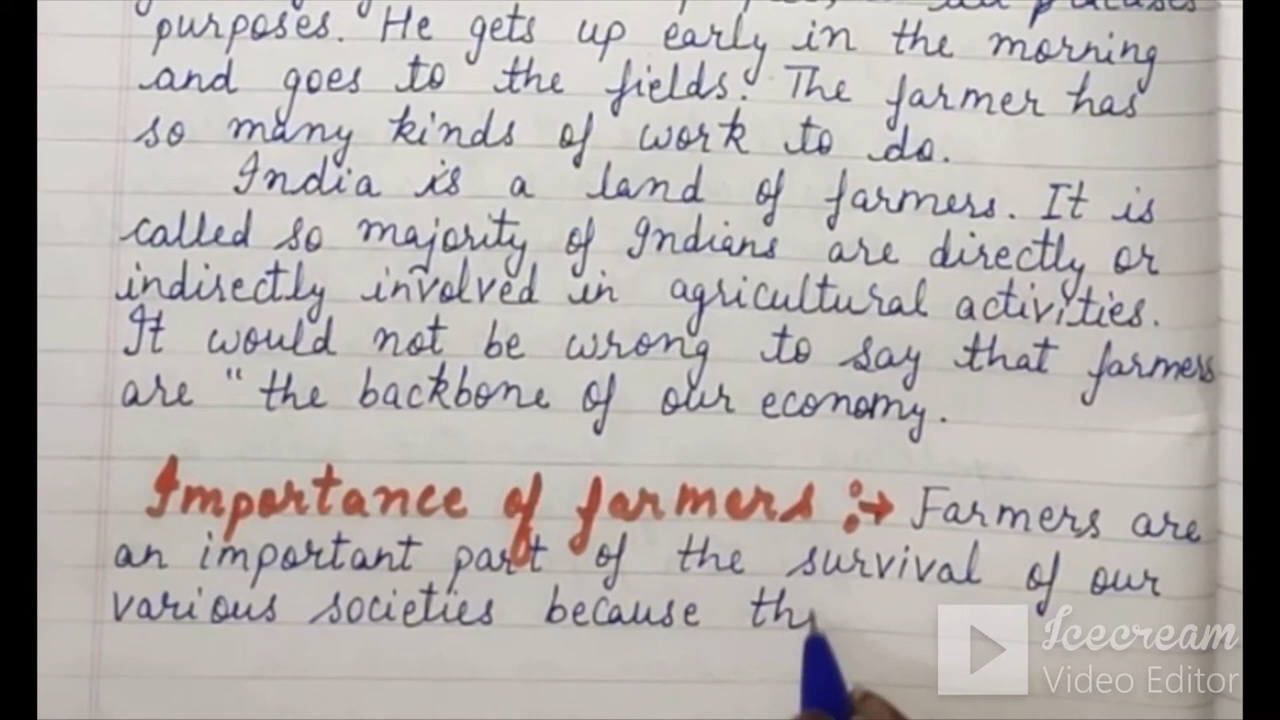 purposes. He gets up early in the morning
and goes to the fields. The farmer has
so many kinds of work to do.
India is a land of farmers. It is
called so majority of Indians are directly or
indirectly involved in agricultural activities.
It would not be wrong to say that farmers
are " the backbone of our economy.
Importance of farmers :→ Farmers are
an important part of the survival of our
various societies because th
Icecream
Video Editor